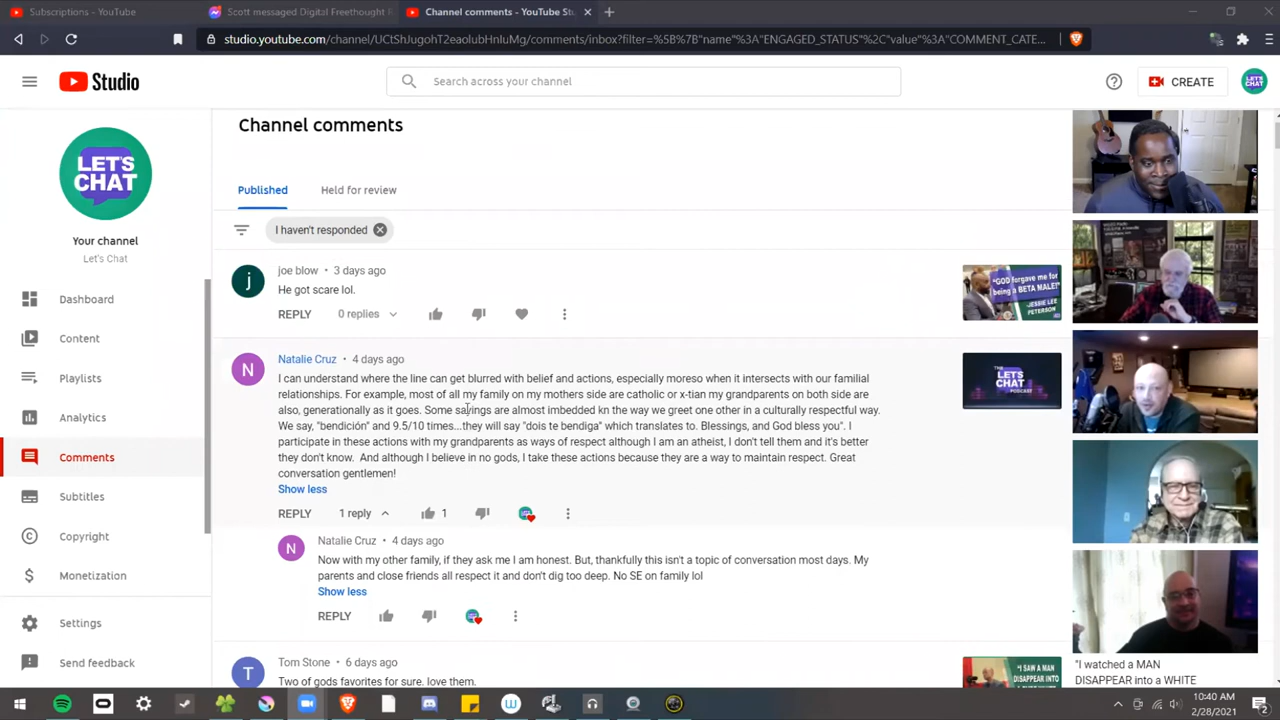 Subscriptions - YouTube
Scott messaged Digital Freethought R
Channel comments - YouTube Stu
studio.youtube.com/channel/UCtShJugohT2eaoIubHnIuMg/comments/inbox?filter=%5B%7B"name"%3A"ENGAGED_STATUS"%2C"value"%3A"COMMENT_CATE...
Studio
Search across your channel
CREATE
LET'S CHAT
LET'S
CHAT
Your channel
Let's Chat
Dashboard
Content
Playlists
Analytics
Comments
Subtitles
Copyright
Monetization
Settings
Send feedback
Channel comments
Published
Held for review
I haven't responded
j
joe blow • 3 days ago
He got scare lol.
REPLY 0 replies
"GOD forgave me for
being a BETA MALE!"
-JESSIE LEE
PETERSON
N
Natalie Cruz • 4 days ago
I can understand where the line can get blurred with belief and actions, especially moreso when it intersects with our familial
relationships. For example, most of all my family on my mothers side are catholic or x-tian my grandparents on both side are
also, generationally as it goes. Some sayings are almost imbedded kn the way we greet one other in a culturally respectful way.
We say, "bendición" and 9.5/10 times...they will say "dois te bendiga" which translates to. Blessings, and God bless you". I
participate in these actions with my grandparents as ways of respect although I am an atheist, I don't tell them and it's better
they don't know. And although I believe in no gods, I take these actions because they are a way to maintain respect. Great
conversation gentlemen!
Show less
REPLY 1 reply 1
THE
LET'S CHAT
PODCAST
N
Natalie Cruz • 4 days ago
Now with my other family, if they ask me I am honest. But, thankfully this isn't a topic of conversation most days. My
parents and close friends all respect it and don't dig too deep. No SE on family lol
Show less
REPLY
T
Tom Stone • 6 days ago
Two of gods favorites for sure. love them.
"I SAW A MAN
DISAPPEAR INTO
"I watched a MAN
DISAPPEAR into a WHITE
10:40 AM
2/28/2021
2